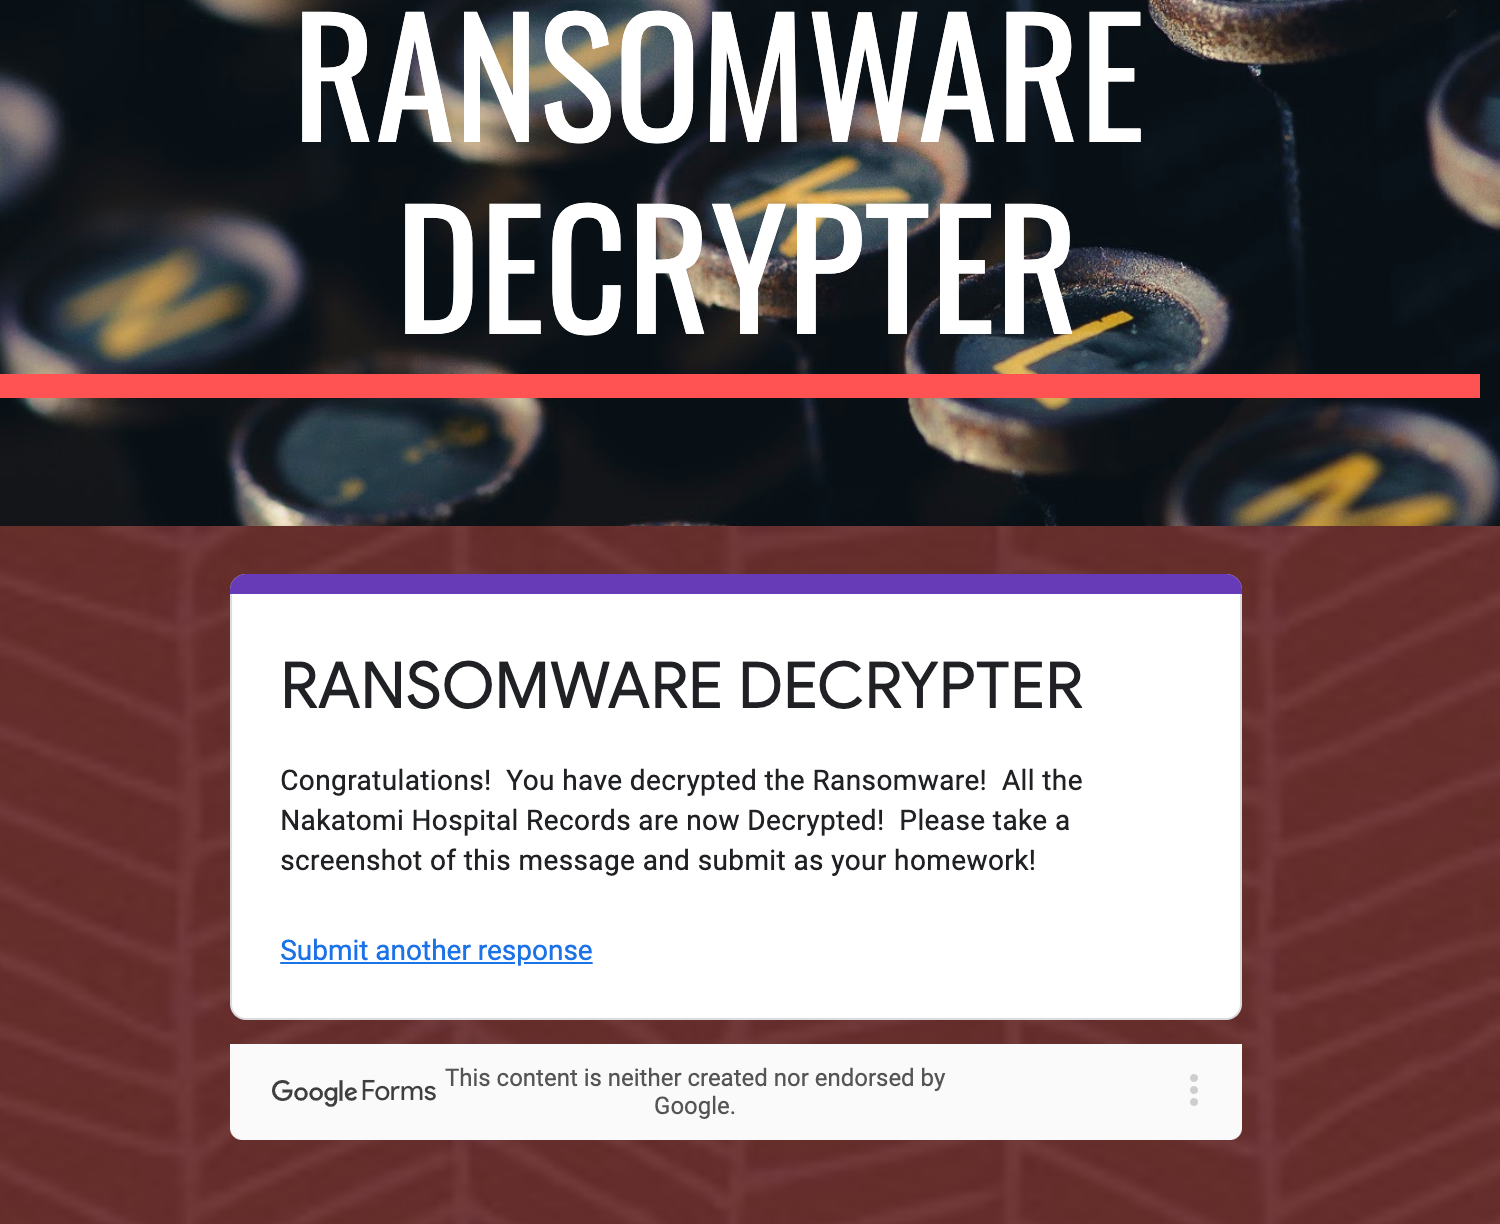 RANSOMWARE
DECRYPTER
K
N
L
M
RANSOMWARE DECRYPTER
Congratulations!  You have decrypted the Ransomware!  All the
Nakatomi Hospital Records are now Decrypted!  Please take a
screenshot of this message and submit as your homework!
Submit another response
Google Forms This content is neither created nor endorsed by
Google.